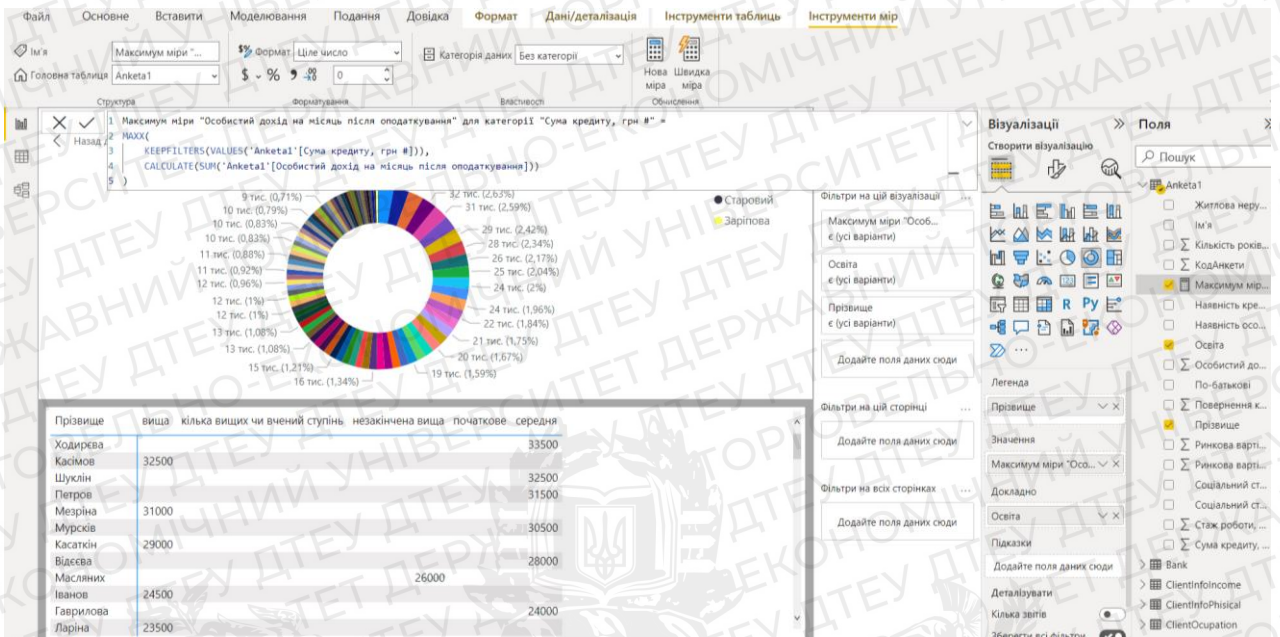 Файл Основне Вставити Моделювання Подання Довідка Формат Дані/деталізація Інструменти таблиць Інструменти мір
Ім'я Максимум міри "...
Головна таблиця Anketa1
Структура
$% Формат Ціле число
$ % 9 .00 0
Форматування
Категорія даних Без категорії
Властивості
Нова міра Швидка міра
Обчислення
Назад
1 Максимум міри "Особистий дохід на місяць після оподаткування" для категорії "Сума кредиту, грн #" =
2 MAXX(
3 KEEPFILTERS(VALUES('Anketa1'[Сума кредиту, грн #])),
4 CALCULATE(SUM('Anketa1'[Особистий дохід на місяць після оподаткування]))
5 )
9 тис. (0,71%)
10 тис. (0,79%)
10 тис. (0,83%)
10 тис. (0,83%)
11 тис. (0,88%)
11 тис. (0,92%)
12 тис. (0,96%)
12 тис. (1%)
12 тис. (1%)
13 тис. (1,08%)
13 тис. (1,08%)
15 тис. (1,21%)
16 тис. (1,34%)
32 тис. (2,63%)
31 тис. (2,59%)
29 тис. (2,42%)
28 тис. (2,34%)
26 тис. (2,17%)
25 тис. (2,04%)
24 тис. (2%)
24 тис. (1,96%)
22 тис. (1,84%)
21 тис. (1,75%)
20 тис. (1,67%)
19 тис. (1,59%)
Старовий
Заріпова
Прізвище вища кілька вищих чи вчений ступінь незакінчена вища початкове середня
Ходирєва 33500
Касімов 32500
Шуклін 32500
Петров 31500
Мезріна 31000
Мурсків 30500
Касаткін 29000
Відєєва 28000
Масляних 26000
Іванов 24500
Гаврилова 24000
Ларіна 23500
Фільтри на цій візуалізації ...
Максимум міри "Особ...
є (усі варіанти)
Освіта
є (усі варіанти)
Прізвище
є (усі варіанти)
Додайте поля даних сюди
Фільтри на цій сторінці ...
Додайте поля даних сюди
Фільтри на всіх сторінках ...
Додайте поля даних сюди
Візуалізації
Створити візуалізацію
R Py
...
Легенда
Прізвище
Значення
Максимум міри "Осо...
Докладно
Освіта
Підказки
Додайте поля даних сюди
Деталізувати
Кілька звітів
Зберегти всі фільтри
Поля
Пошук
Anketa1
Житлова неру...
Ім'я
Кількість років...
КодАнкети
Максимум мір...
Наявність кре...
Наявність осо...
Освіта
Особистий до...
По-батькові
Повернення к...
Прізвище
Ринкова варті...
Ринкова варті...
Соціальний ст...
Соціальний ст...
Стаж роботи, ...
Сума кредиту, ...
Bank
ClientInfoIncome
ClientInfoPhisical
ClientOcupation